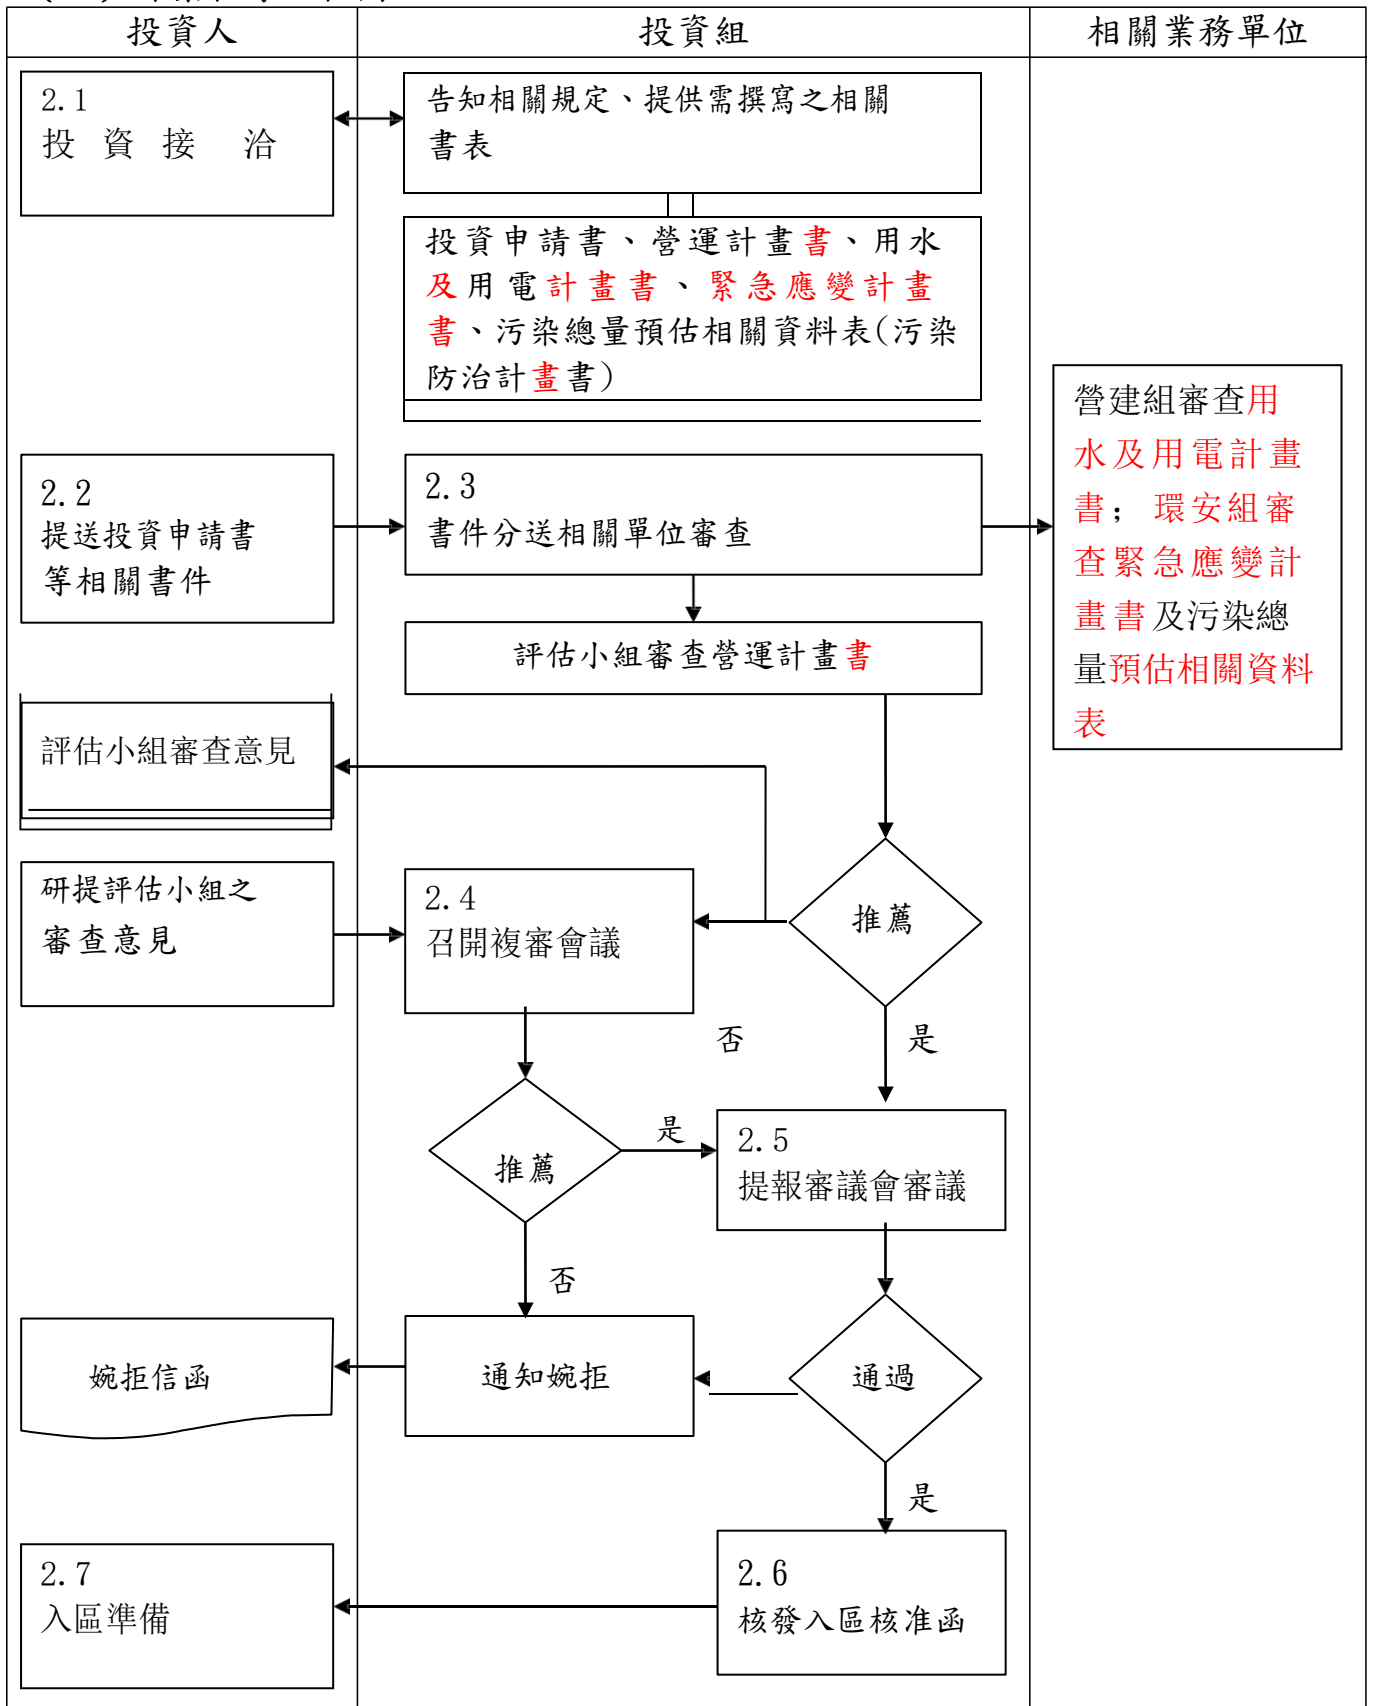 投資人
投資組
相關業務單位
2.1
投資接洽
告知相關規定、提供需撰寫之相關
書表
投資申請書、營運計畫書、用水
及用電計畫書、緊急應變計畫
書、污染總量預估相關資料表(污染
防治計畫書)
2.2
提送投資申請書
等相關書件
2.3
書件分送相關單位審查
營建組審查用
水及用電計畫
書；環安組審
查緊急應變計
畫書及污染總
量預估相關資料
表
評估小組審查營運計畫書
評估小組審查意見
研提評估小組之
審查意見
2.4
召開複審會議
推薦
否
是
推薦
是
2.5
提報審議會審議
否
婉拒信函
通知婉拒
通過
是
2.7
入區準備
2.6
核發入區核准函